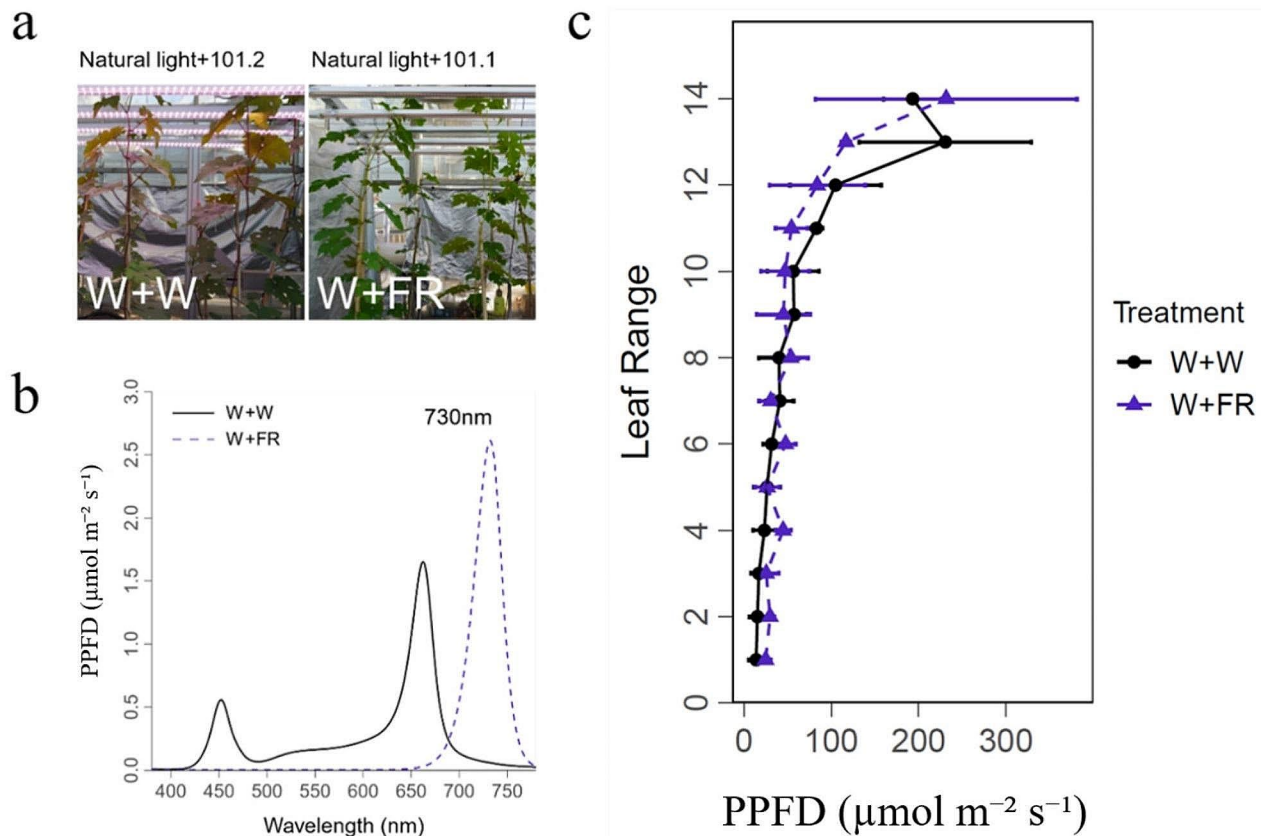 a
Natural light+101.2
Natural light+101.1
W+W
W+FR
b
3.0
2.5
2.0
1.5
1.0
0.5
0.0
PPFD (µmol m⁻² s⁻¹)
W+W
W+FR
730nm
400 450 500 550 600 650 700 750
Wavelength (nm)
c
14
12
10
8
6
4
2
0
Leaf Range
0 100 200 300
PPFD (µmol m⁻² s⁻¹)
Treatment
W+W
W+FR